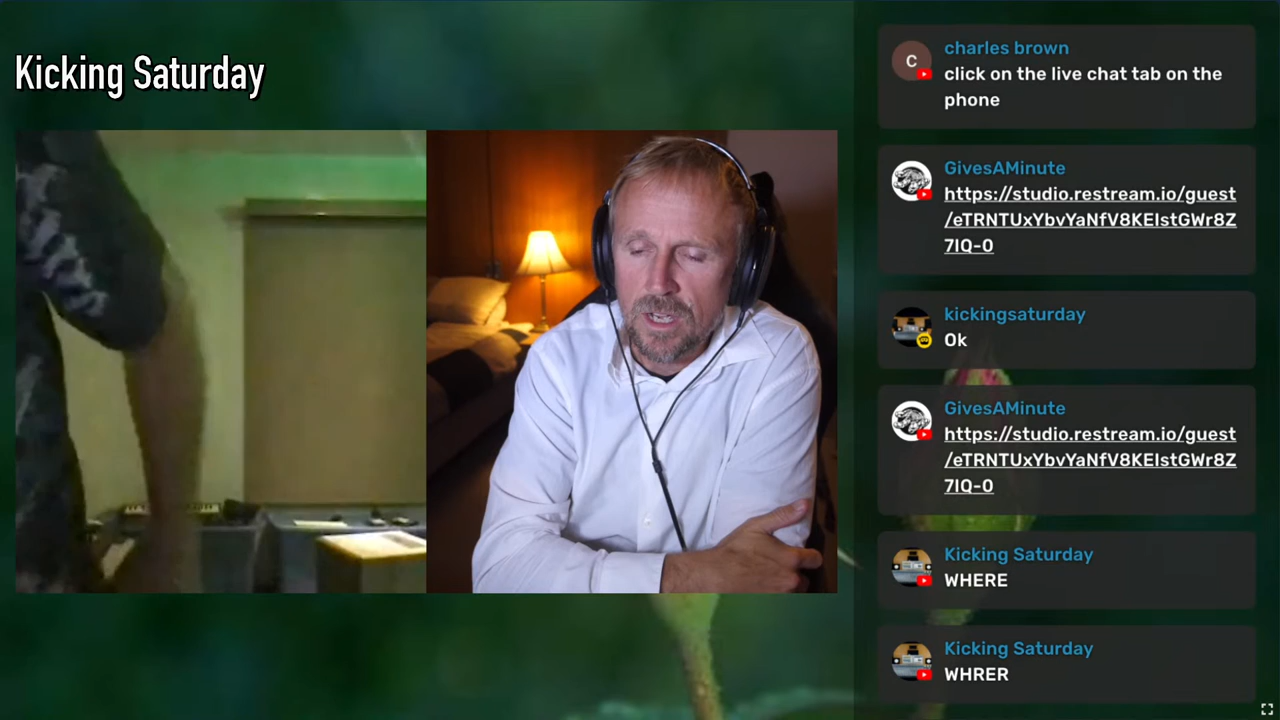 Kicking Saturday
charles brown
click on the live chat tab on the
phone
GivesAMinute
https://studio.restream.io/guest
/eTRNTUxYbvYaNfV8KEIstGWr8Z
7IQ-0
kickingsaturday
Ok
GivesAMinute
https://studio.restream.io/guest
/eTRNTUxYbvYaNfV8KEIstGWr8Z
7IQ-0
Kicking Saturday
WHERE
Kicking Saturday
WHRER